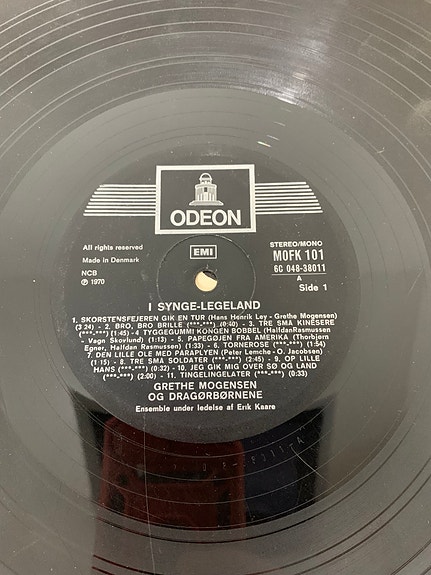 ODEON
All rights reserved
Made in Denmark
NCB
℗ 1970
EMI
STEREO/MONO
MOFK 101
6C 048-38011
A
Side 1
I SYNGE-LEGELAND
1. SKORSTENSFEJEREN GIK EN TUR (Hans Henrik Ley - Grethe Mogensen)
(3:24) - 2. BRO, BRO BRILLE (***-***) (0:40) - 3. TRE SMÅ KINESERE
(***-***) (1:45) - 4. TYGGEGUMMI KONGEN BOBBEL (HalfdanRasmussen
- Vagn Skovlund) (1:13) - 5. PAPEGØJEN FRA AMERIKA (Thorbjørn
Egner, Halfdan Rasmussen) (1:33) - 6. TORNEROSE (***-***) (1:54)
7. DEN LILLE OLE MED PARAPLYEN (Peter Lemche - O. Jacobsen)
(1:15) - 8. TRE SMÅ SOLDATER (***-***) (2:45) - 9. OP LILLE
HANS (***-***) (0:32) - 10. JEG GIK MIG OVER SØ OG LAND
(***-***) (2:00) - 11. TINGELINGELATER (***-***) (0:33)
GRETHE MOGENSEN
OG DRAGØRBØRNENE
Ensemble under ledelse af Erik Kaare